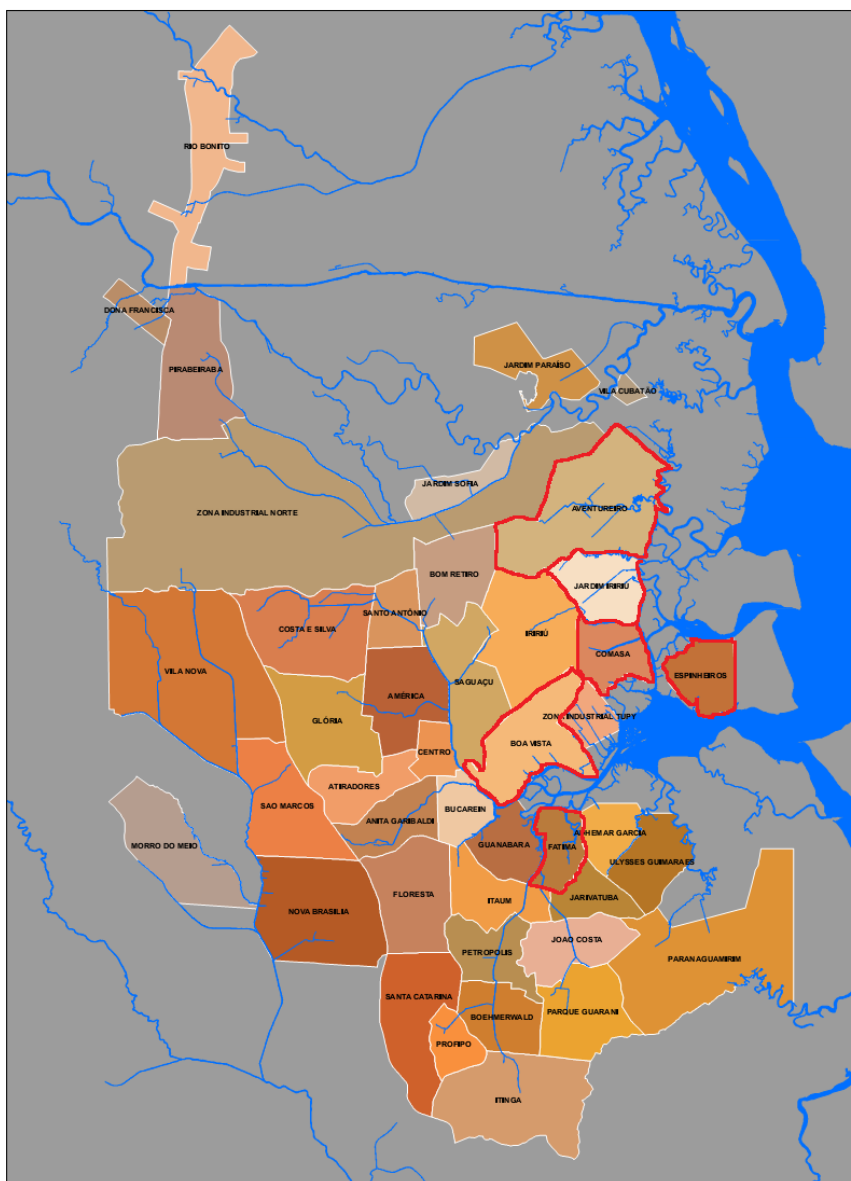 RIO BONITO
DONA FRANCISCA
PIRABEIRABA
JARDIM PARAÍSO
VILA CUBATÃO
JARDIM SOFIA
ZONA INDUSTRIAL NORTE
AVENTUREIRO
BOM RETIRO
JARDIM IRIRIÚ
SANTO ANTÔNIO
COSTA E SILVA
IRIRIÚ
COMASA
VILA NOVA
ESPINHEIROS
SAGUAÇU
AMÉRICA
GLÓRIA
ZONA INDUSTRIAL TUPY
BOA VISTA
CENTRO
ATIRADORES
SAO MARCOS
BUCAREIN
ANITA GARIBALDI
ADHEMAR GARCIA
GUANABARA
FATIMA
MORRO DO MEIO
ULYSSES GUIMARAES
FLORESTA
JARIVATUBA
ITAUM
NOVA BRASILIA
JOAO COSTA
PETROPOLIS
PARANAGUAMIRIM
SANTA CATARINA
PARQUE GUARANI
BOEHMERWALD
PROFIPO
ITINGA